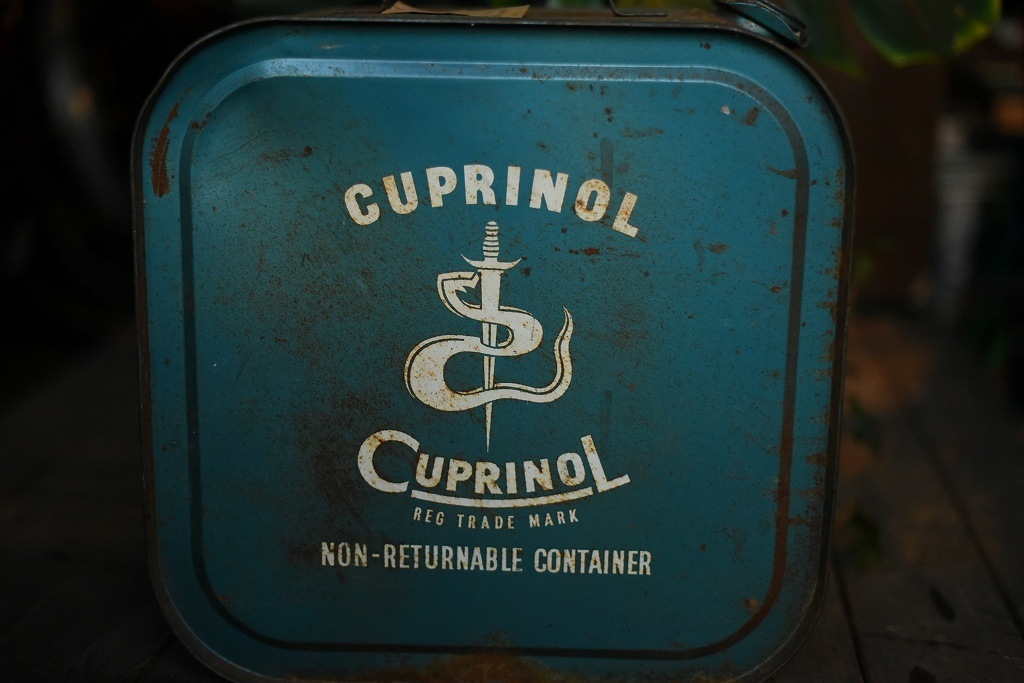 CUPRINOL
CUPRINOL
REG TRADE MARK
NON-RETURNABLE CONTAINER